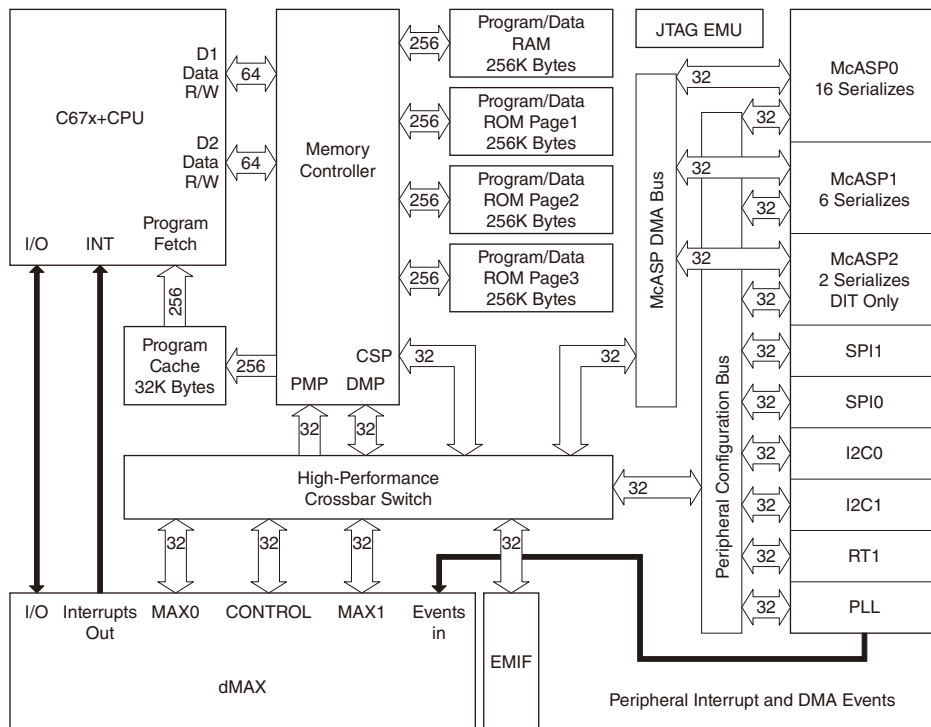 D1
Data
R/W
C67x+CPU
D2
Data
R/W
I/O
INT
Program
Fetch
64
64
Memory
Controller
CSP
PMP
DMP
256
256
256
256
Program/Data
RAM
256K Bytes
Program/Data
ROM Page1
256K Bytes
Program/Data
ROM Page2
256K Bytes
Program/Data
ROM Page3
256K Bytes
256
Program
Cache
32K Bytes
256
32
32
32
32
JTAG EMU
McASP DMA Bus
Peripheral Configuration Bus
32
32
32
32
32
32
32
32
32
32
32
32
32
McASP0
16 Serializes
McASP1
6 Serializes
McASP2
2 Serializes
DIT Only
SPI1
SPI0
I2C0
I2C1
RT1
PLL
High-Performance
Crossbar Switch
32
32
32
32
I/O
Interrupts
Out
MAX0
CONTROL
MAX1
Events
in
dMAX
EMIF
Peripheral Interrupt and DMA Events